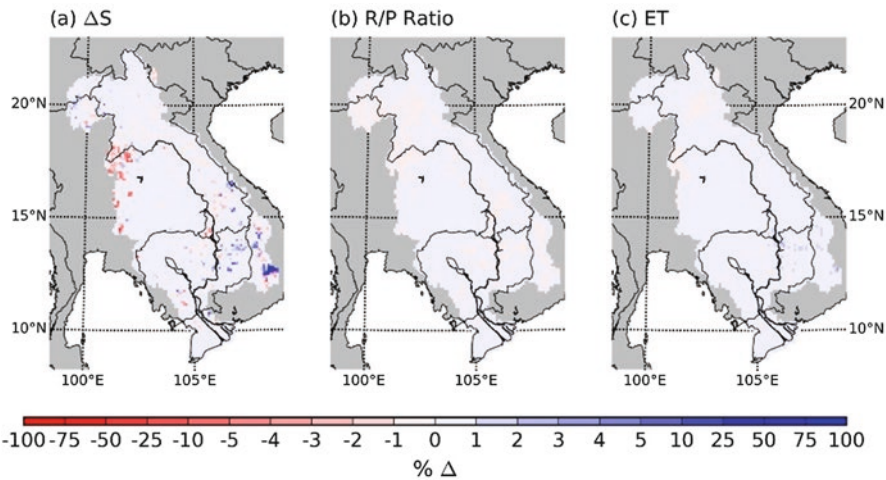 (a) ΔS (b) R/P Ratio (c) ET
20°N 20°N
15°N 15°N
10°N 10°N
100°E 105°E 100°E 105°E 100°E 105°E
-100 -75 -50 -25 -10 -5 -4 -3 -2 -1 0 1 2 3 4 5 10 25 50 75 100
% Δ